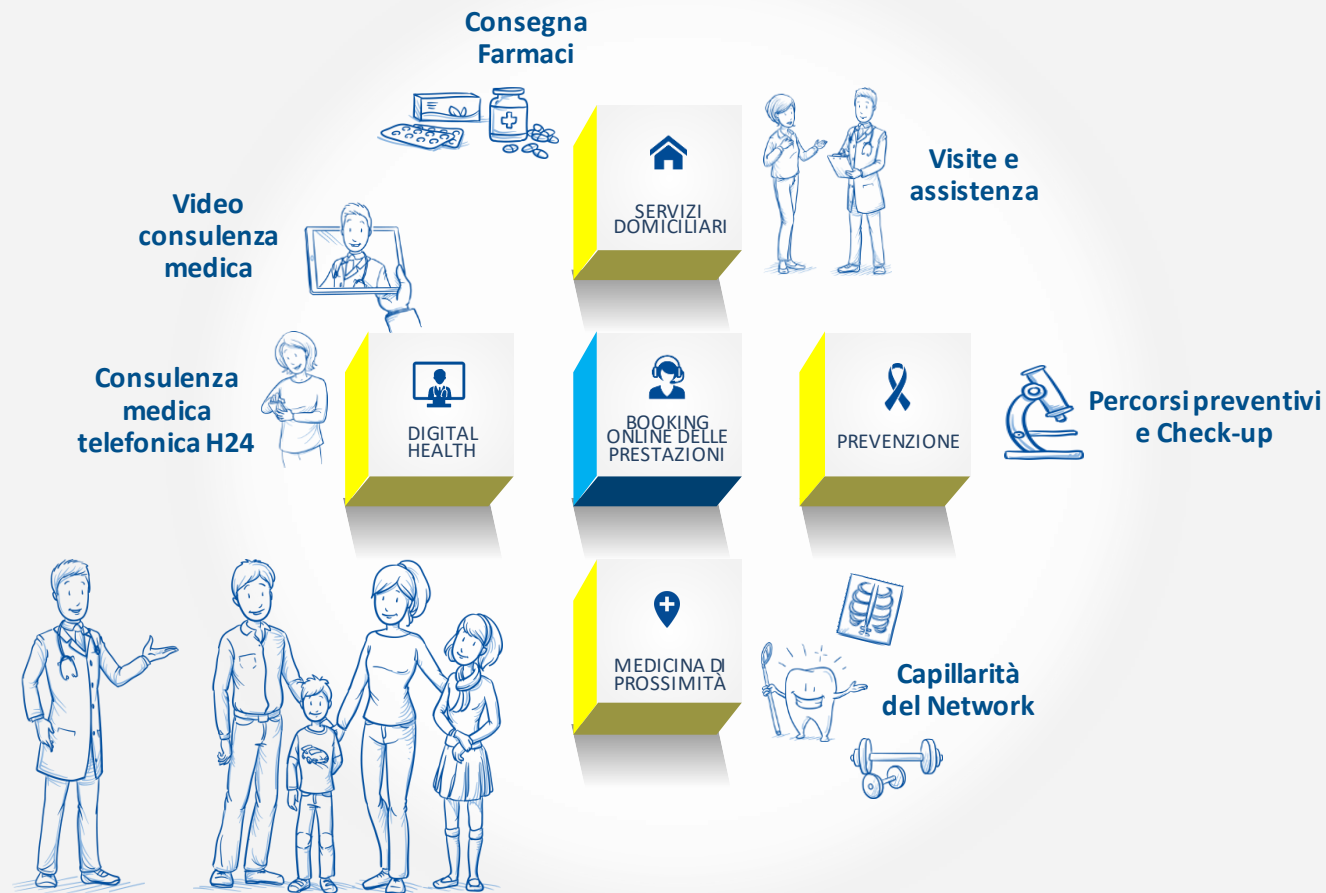 Consegna
Farmaci
SERVIZI
DOMICILIARI
Visite e
assistenza
Video
consulenza
medica
Consulenza
medica
telefonica H24
DIGITAL
HEALTH
BOOKING
ONLINE DELLE
PRESTAZIONI
PREVENZIONE
Percorsi preventivi
e Check-up
MEDICINA DI
PROSSIMITÀ
Capillarità
del Network